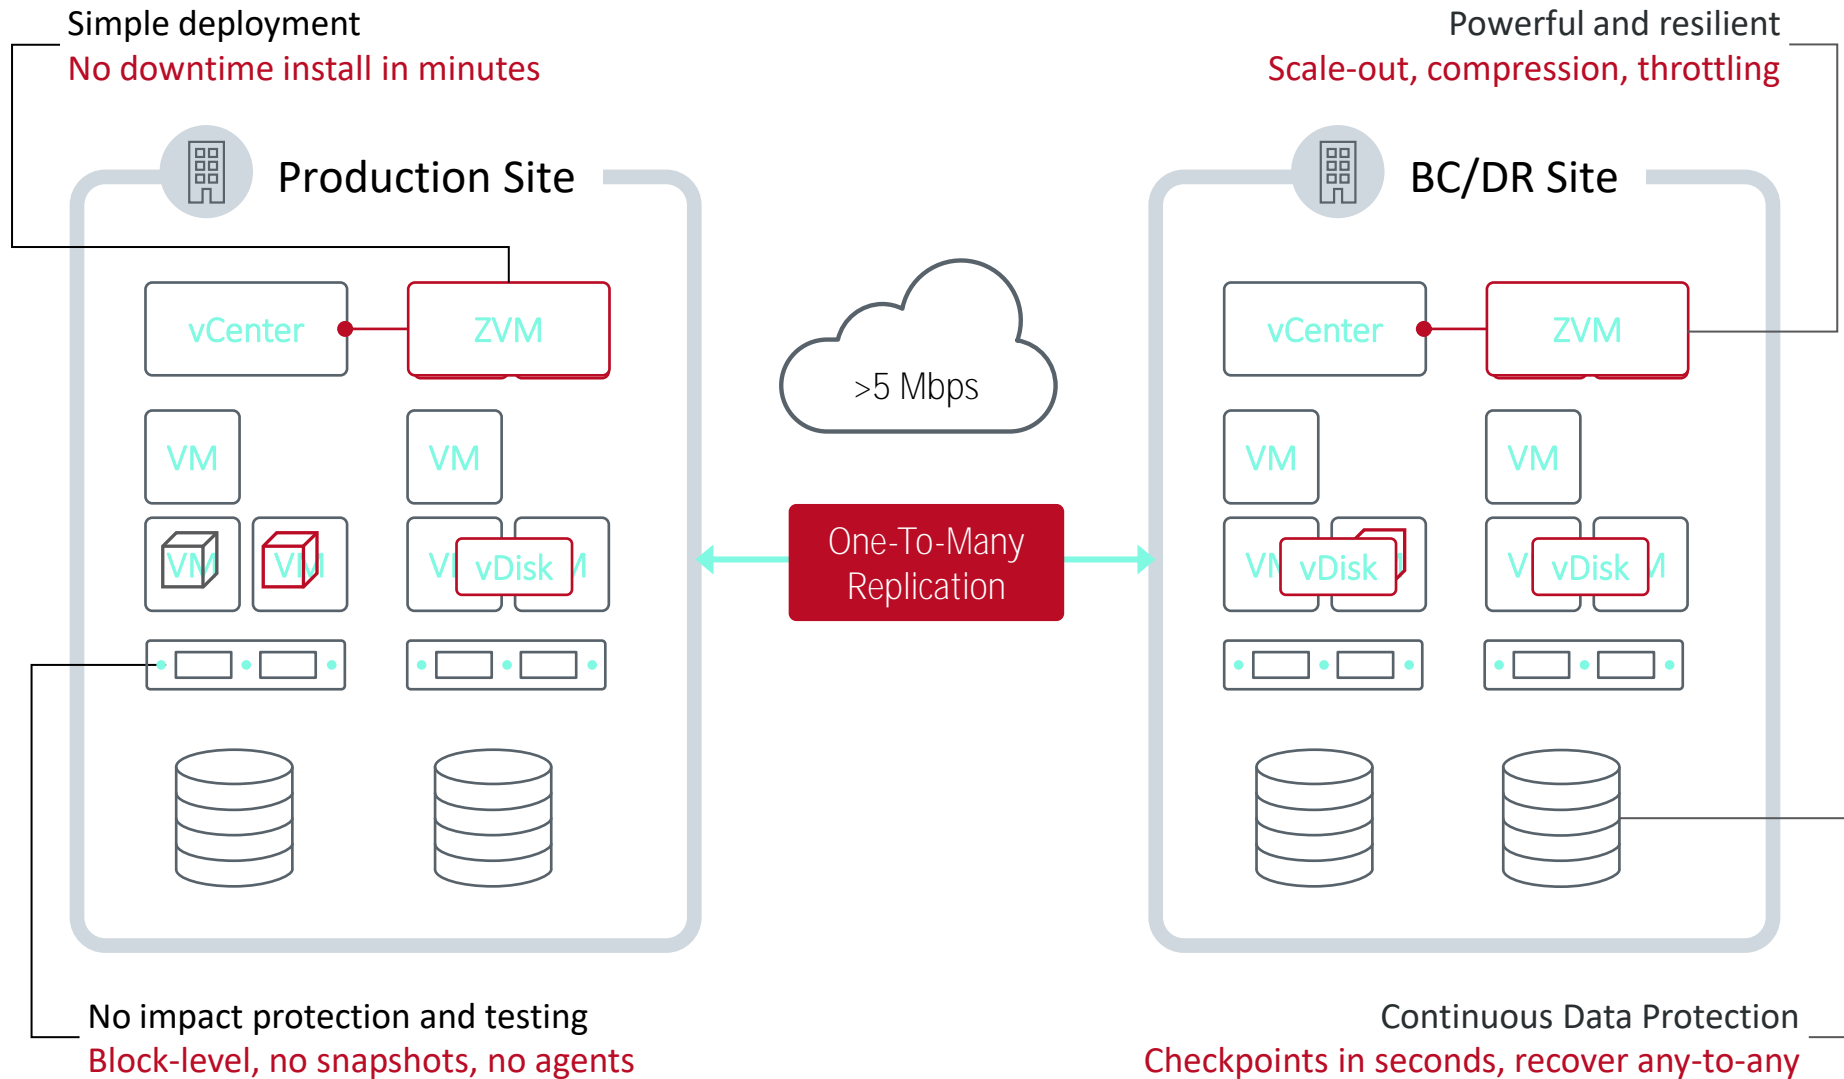 Simple deployment
No downtime install in minutes
Powerful and resilient
Scale-out, compression, throttling
Production Site
BC/DR Site
vCenter
ZVM
>5 Mbps
vCenter
ZVM
VM
VM
VM
VM
VM
VM
vDisk
One-To-Many
Replication
vDisk
vDisk
No impact protection and testing
Block-level, no snapshots, no agents
Continuous Data Protection
Checkpoints in seconds, recover any-to-any